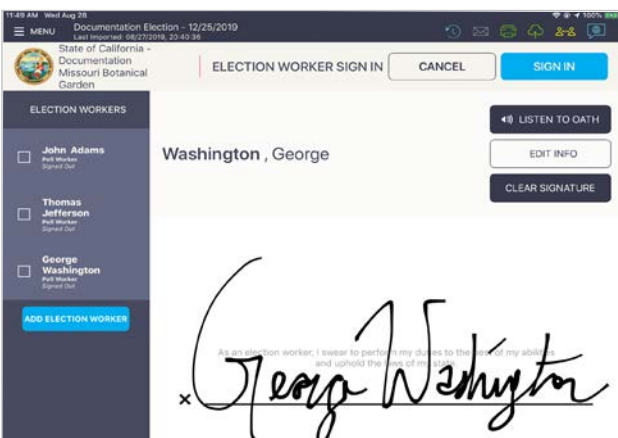 11:49 AM Wed Aug 28
100%
MENU
Documentation Election - 12/25/2019
Last Imported: 08/27/2019, 20:40:36
State of California -
Documentation
Missouri Botanical
Garden
ELECTION WORKER SIGN IN
CANCEL
SIGN IN
ELECTION WORKERS
LISTEN TO OATH
John Adams
Poll Worker
Signed Out
Washington , George
EDIT INFO
CLEAR SIGNATURE
Thomas
Jefferson
Poll Worker
Signed Out
George
Washington
Poll Worker
Signed Out
ADD ELECTION WORKER
As an election worker, I swear to perform my duties to the best of my abilities
and uphold the laws of my state.
George Washington
×